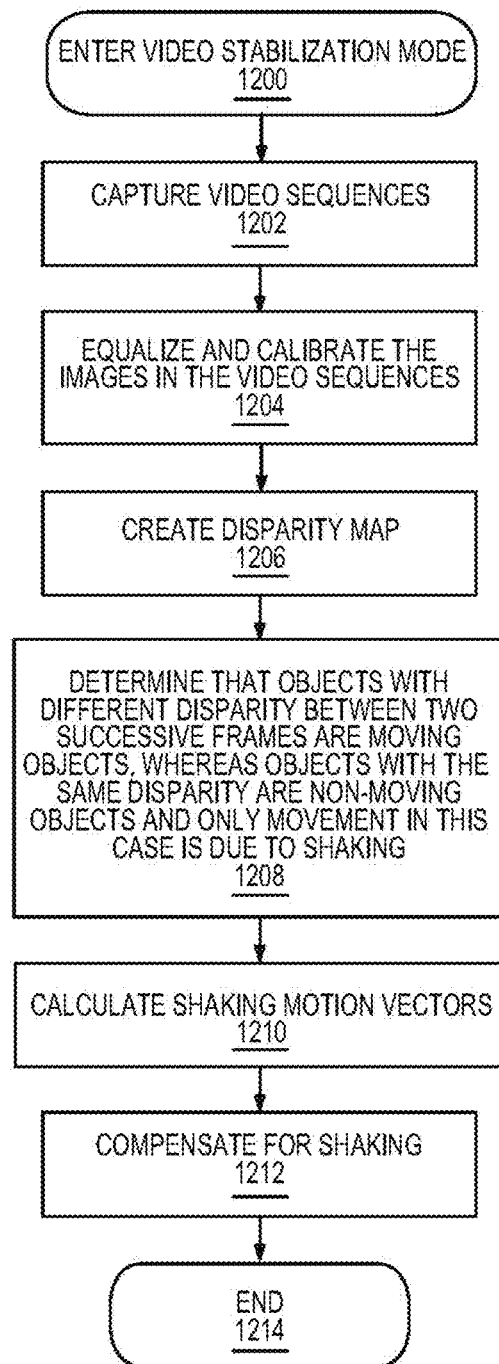 ENTER VIDEO STABILIZATION MODE
1200
CAPTURE VIDEO SEQUENCES
1202
EQUALIZE AND CALIBRATE THE
IMAGES IN THE VIDEO SEQUENCES
1204
CREATE DISPARITY MAP
1206
DETERMINE THAT OBJECTS WITH
DIFFERENT DISPARITY BETWEEN TWO
SUCCESSIVE FRAMES ARE MOVING
OBJECTS, WHEREAS OBJECTS WITH THE
SAME DISPARITY ARE NON-MOVING
OBJECTS AND ONLY MOVEMENT IN THIS
CASE IS DUE TO SHAKING
1208
CALCULATE SHAKING MOTION VECTORS
1210
COMPENSATE FOR SHAKING
1212
END
1214